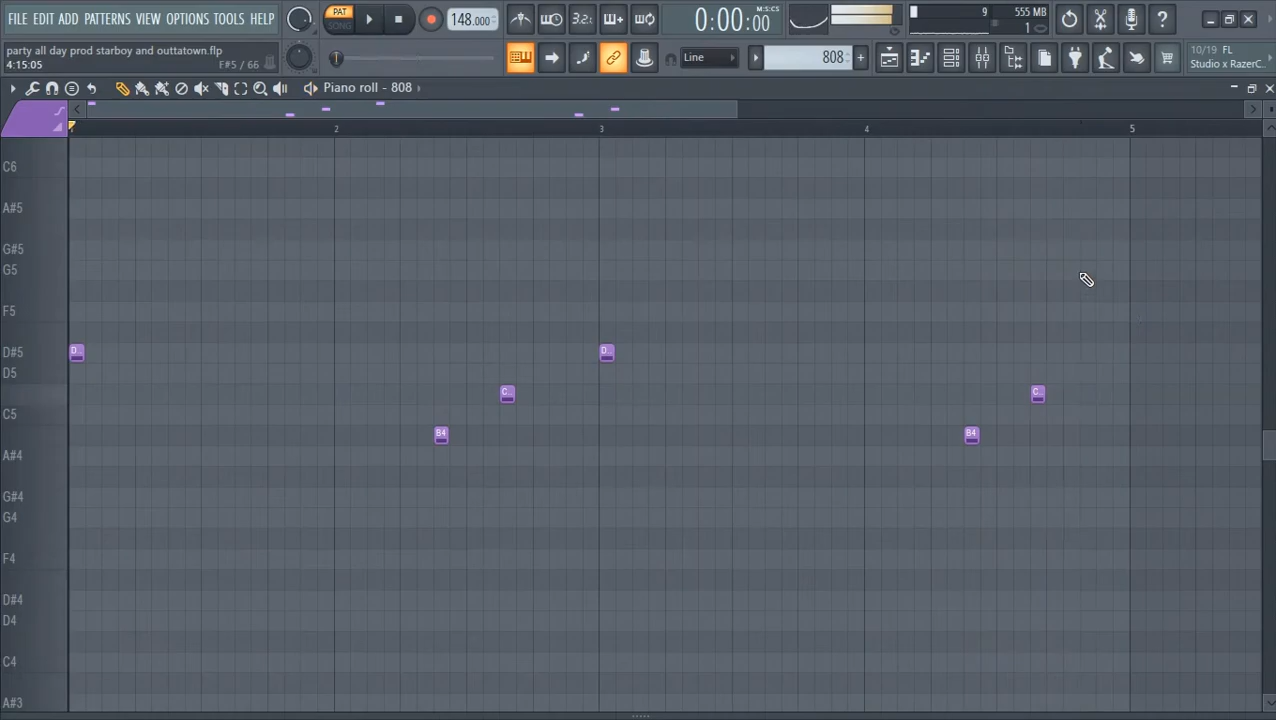 FILE EDIT ADD PATTERNS VIEW OPTIONS TOOLS HELP
PAT
SONG
148.000
3.2.
0:00:00
M:S:CS
9
555 MB
1
party all day prod starboy and outtatown.flp
4:15:05
F#5 / 66
Line
808
10/19 FL
Studio x RazerC..
Piano roll - 808
2
3
4
5
C6
A#5
G#5
G5
F5
D#5
D..
D..
D5
C..
C..
C5
B4
B4
A#4
G#4
G4
F4
D#4
D4
C4
A#3